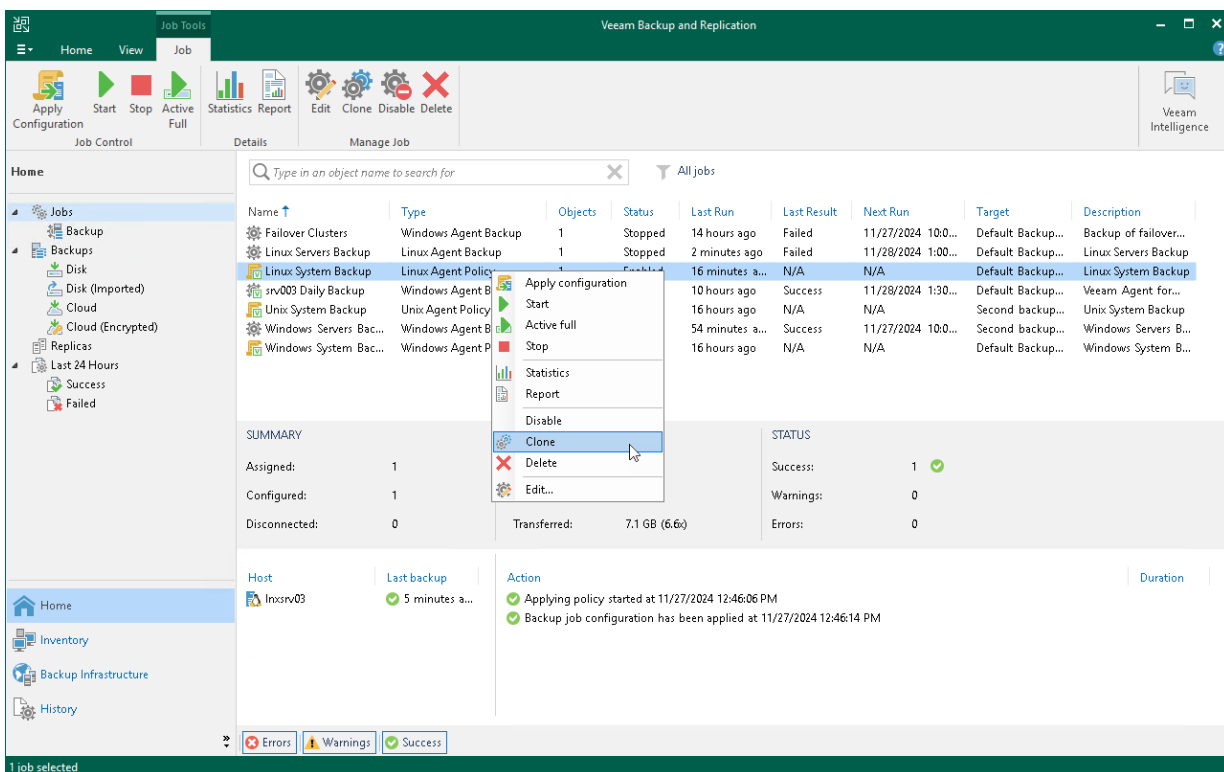 Job Tools
Veeam Backup and Replication
Home View Job
Apply Configuration
Start
Stop
Active Full
Statistics
Report
Edit
Clone
Disable
Delete
Veeam Intelligence
Job Control
Details
Manage Job
Home
Type in an object name to search for
All jobs
Jobs
Backup
Backups
Disk
Disk (Imported)
Cloud
Cloud (Encrypted)
Replicas
Last 24 Hours
Success
Failed
Name Type Objects Status Last Run Last Result Next Run Target Description
Failover Clusters Windows Agent Backup 1 Stopped 14 hours ago Failed 11/27/2024 10:0... Default Backup... Backup of failover...
Linux Servers Backup Linux Agent Backup 1 Stopped 2 minutes ago Failed 11/28/2024 1:00... Default Backup... Linux Servers Backup
Linux System Backup Linux Agent Policy 1 Enabled 16 minutes a... N/A N/A Default Backup... Linux System Backup
srv003 Daily Backup Windows Agent B 10 hours ago Success 11/28/2024 1:30... Default Backup... Veeam Agent for...
Unix System Backup Unix Agent Policy 16 hours ago N/A N/A Second backup... Unix System Backup
Windows Servers Bac... Windows Agent B 54 minutes a... Success 11/27/2024 10:0... Second backup... Windows Servers B...
Windows System Bac... Windows Agent P 16 hours ago N/A N/A Default Backup... Windows System B...
Apply configuration
Start
Active full
Stop
Statistics
Report
Disable
Clone
Delete
Edit...
SUMMARY
Assigned: 1
Configured: 1
Disconnected: 0
Transferred: 7.1 GB (6.6x)
STATUS
Success: 1
Warnings: 0
Errors: 0
Host Last backup
lnxsrv03 5 minutes a...
Action Duration
Applying policy started at 11/27/2024 12:46:06 PM
Backup job configuration has been applied at 11/27/2024 12:46:14 PM
Home
Inventory
Backup Infrastructure
History
Errors Warnings Success
1 job selected